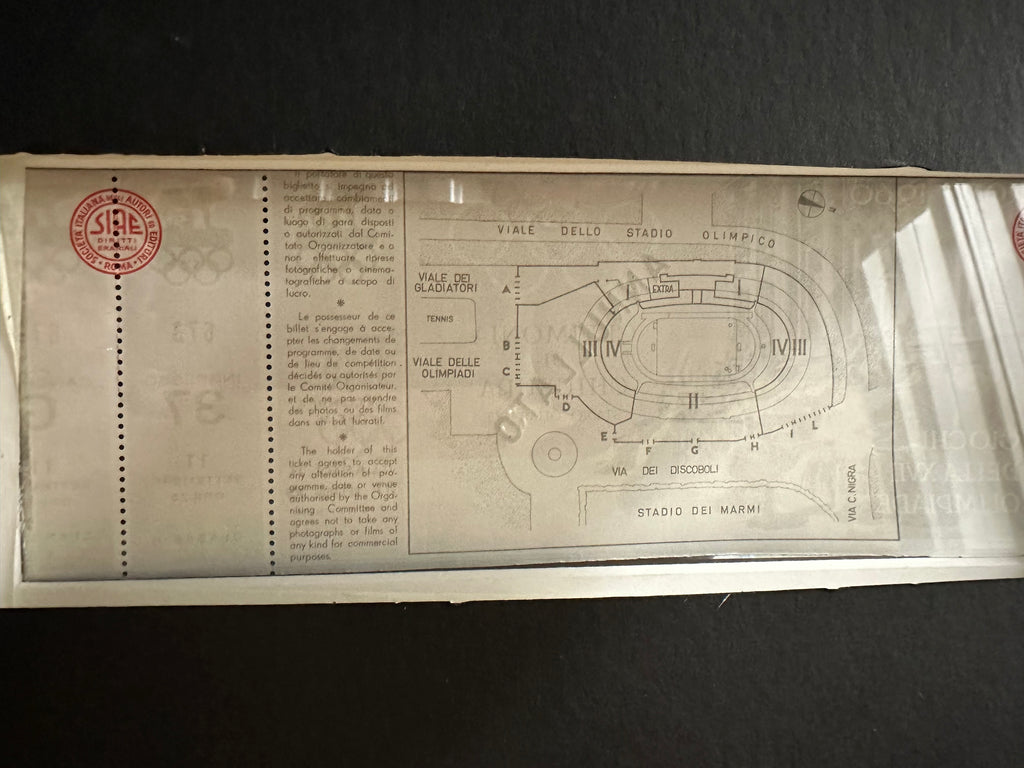 SOCIETÀ ITALIANA AUTORI ED EDITORI
SIAE
DIRITTI
ERARIALI
ROMA
Il portatore di questo
biglietto si impegna ad
accettare cambiamenti
di programma, data o
luogo di gara disposti
o autorizzati dal Comi-
tato Organizzatore e a
non effettuare riprese
fotografiche o cinema-
tografiche a scopo di
lucro.
*
Le possesseur de ce
billet s'engage à accep-
ter les changements de
programme, de date ou
de lieu de compétition
décidés ou autorisés par
le Comité Organisateur,
et de ne pas prendre
des photos ou des films
dans un but lucratif.
*
The holder of this
ticket agrees to accept
any alteration of pro-
gramme, date or venue
authorised by the Orga-
nising Committee and
agrees not to take any
photographs or films of
any kind for commercial
purposes.
VIALE DELLO STADIO OLIMPICO
VIALE DEI
GLADIATORI
A
I
EXTRA
I
TENNIS
B
III IV
IV III
VIALE DELLE
OLIMPIADI
C
D
II
E
F
G
H
I
L
VIA DEI DISCOBOLI
STADIO DEI MARMI
VIA C. NIGRA
673
37
17